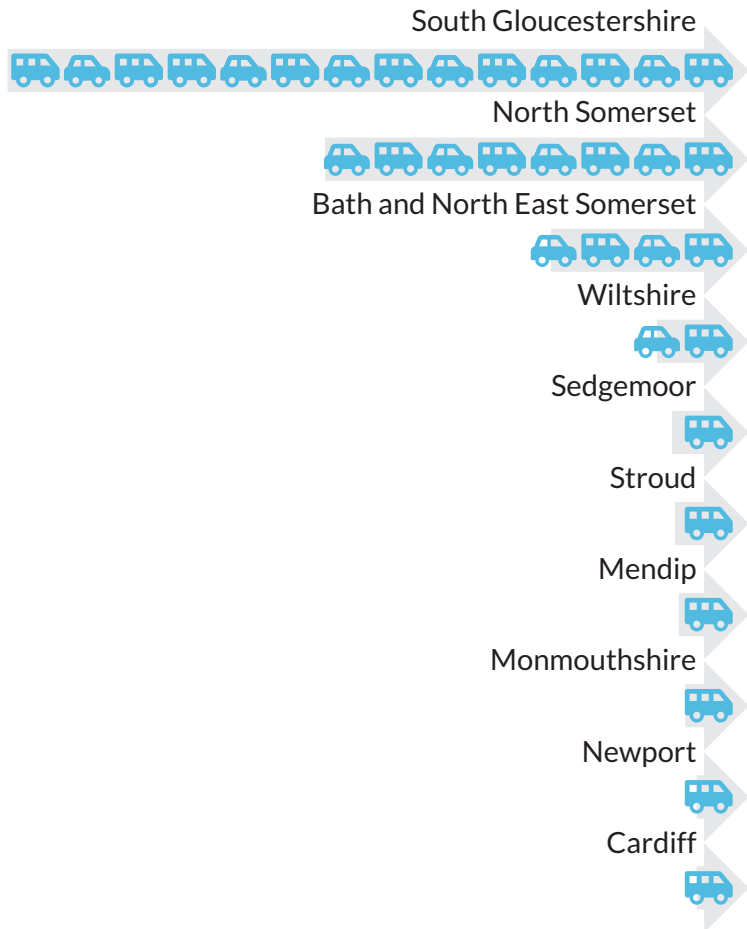 South Gloucestershire
North Somerset
Bath and North East Somerset
Wiltshire
Sedgemoor
Stroud
Mendip
Monmouthshire
Newport
Cardiff